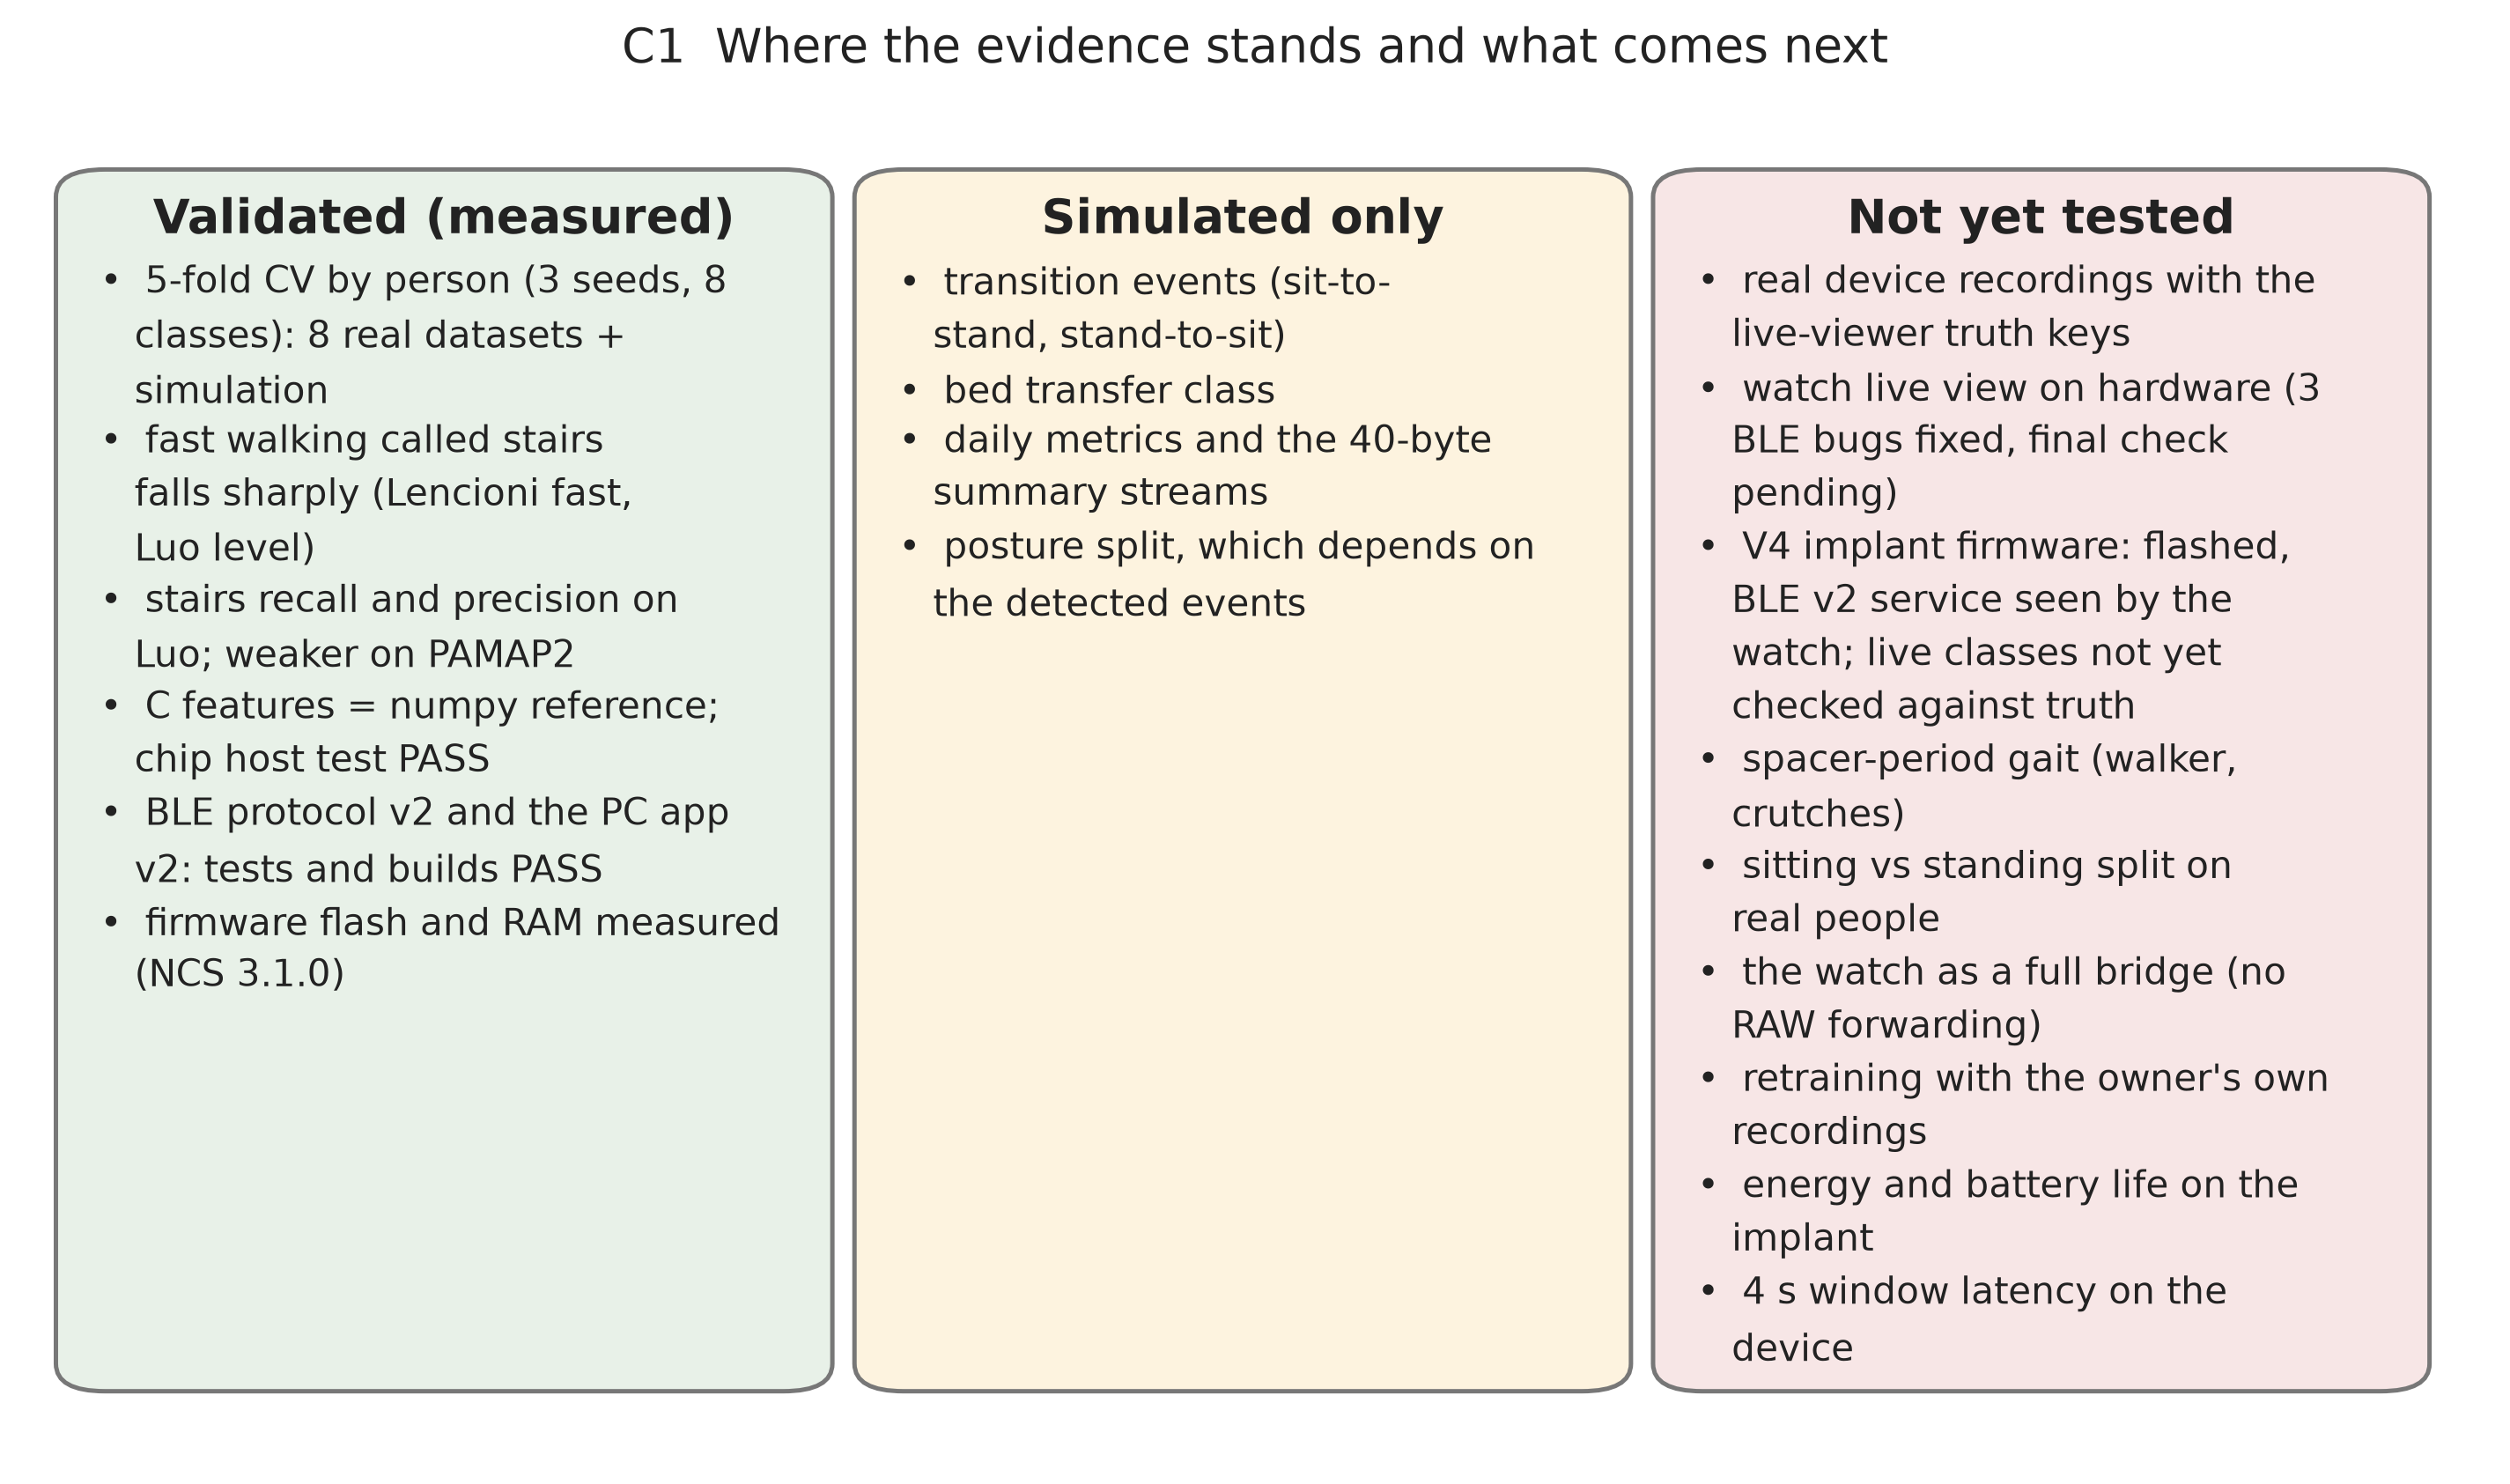 C1  Where the evidence stands and what comes next
Validated (measured)
• 5-fold CV by person (3 seeds, 8
classes): 8 real datasets +
simulation
• fast walking called stairs
falls sharply (Lencioni fast,
Luo level)
• stairs recall and precision on
Luo; weaker on PAMAP2
• C features = numpy reference;
chip host test PASS
• BLE protocol v2 and the PC app
v2: tests and builds PASS
• firmware flash and RAM measured
(NCS 3.1.0)
Simulated only
• transition events (sit-to-
stand, stand-to-sit)
• bed transfer class
• daily metrics and the 40-byte
summary streams
• posture split, which depends on
the detected events
Not yet tested
• real device recordings with the
live-viewer truth keys
• watch live view on hardware (3
BLE bugs fixed, final check
pending)
• V4 implant firmware: flashed,
BLE v2 service seen by the
watch; live classes not yet
checked against truth
• spacer-period gait (walker,
crutches)
• sitting vs standing split on
real people
• the watch as a full bridge (no
RAW forwarding)
• retraining with the owner's own
recordings
• energy and battery life on the
implant
• 4 s window latency on the
device